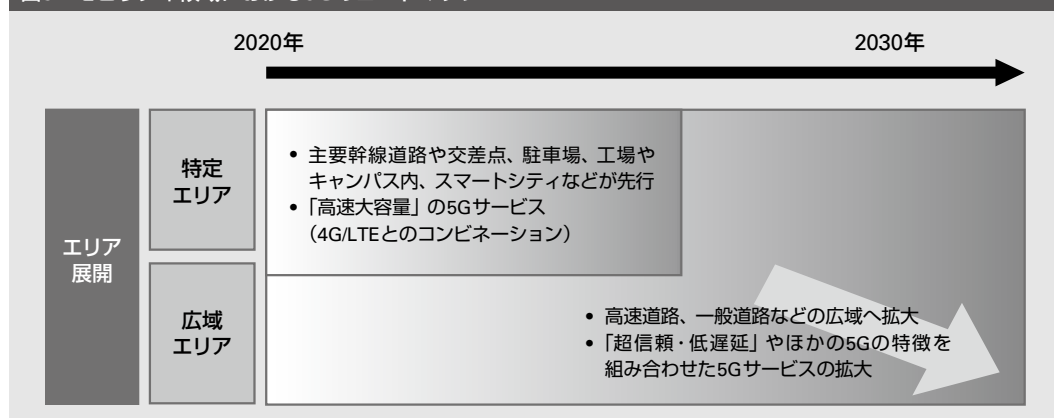 2020年
2030年
エリア
展開
特定
エリア
• 主要幹線道路や交差点、駐車場、工場や
キャンパス内、スマートシティなどが先行
• 「高速大容量」の5Gサービス
（4G/LTEとのコンビネーション）
広域
エリア
• 高速道路、一般道路などの広域へ拡大
• 「超信頼・低遅延」やほかの5Gの特徴を
組み合わせた5Gサービスの拡大